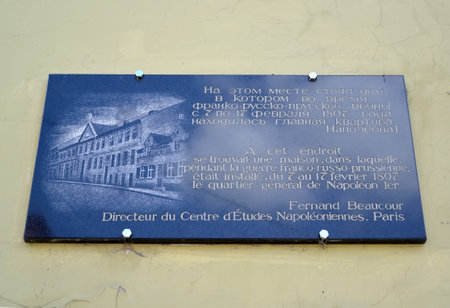 На этом месте стоял дом,
в котором во время
франко-русско-прусской войны
с 7 по 17 февраля 1807 года
находилась главная квартира
Наполеона I
A cet endroit
se trouvait une maison, dans laquelle,
pendant la guerre franco-russo-prussienne,
était installé, du 7 au 17 février 1807
le quartier-général de Napoléon 1er
Fernand Beaucour
Directeur du Centre d'Études Napoléoniennes, Paris